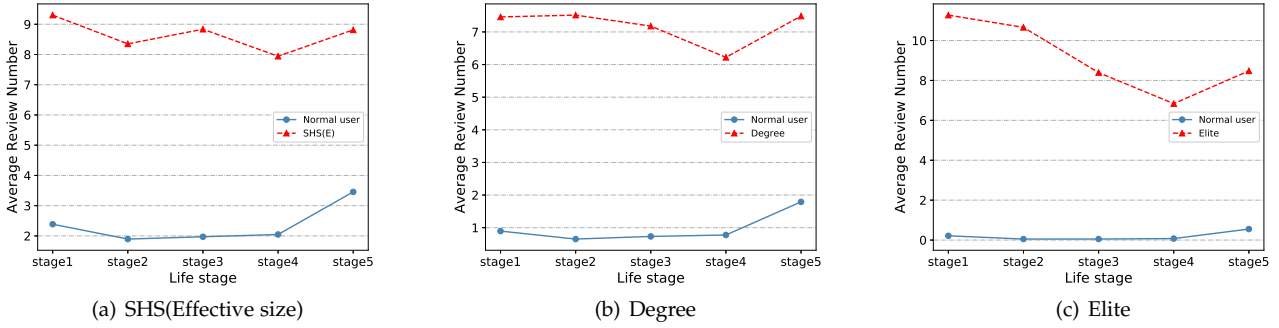 Average Review Number
9
8
7
6
5
4
3
2
Normal user
SHS(E)
stage1 stage2 stage3 stage4 stage5
Life stage
(a) SHS(Effective size)
Average Review Number
7
6
5
4
3
2
1
Normal user
Degree
stage1 stage2 stage3 stage4 stage5
Life stage
(b) Degree
Average Review Number
10
8
6
4
2
0
Normal user
Elite
stage1 stage2 stage3 stage4 stage5
Life stage
(c) Elite